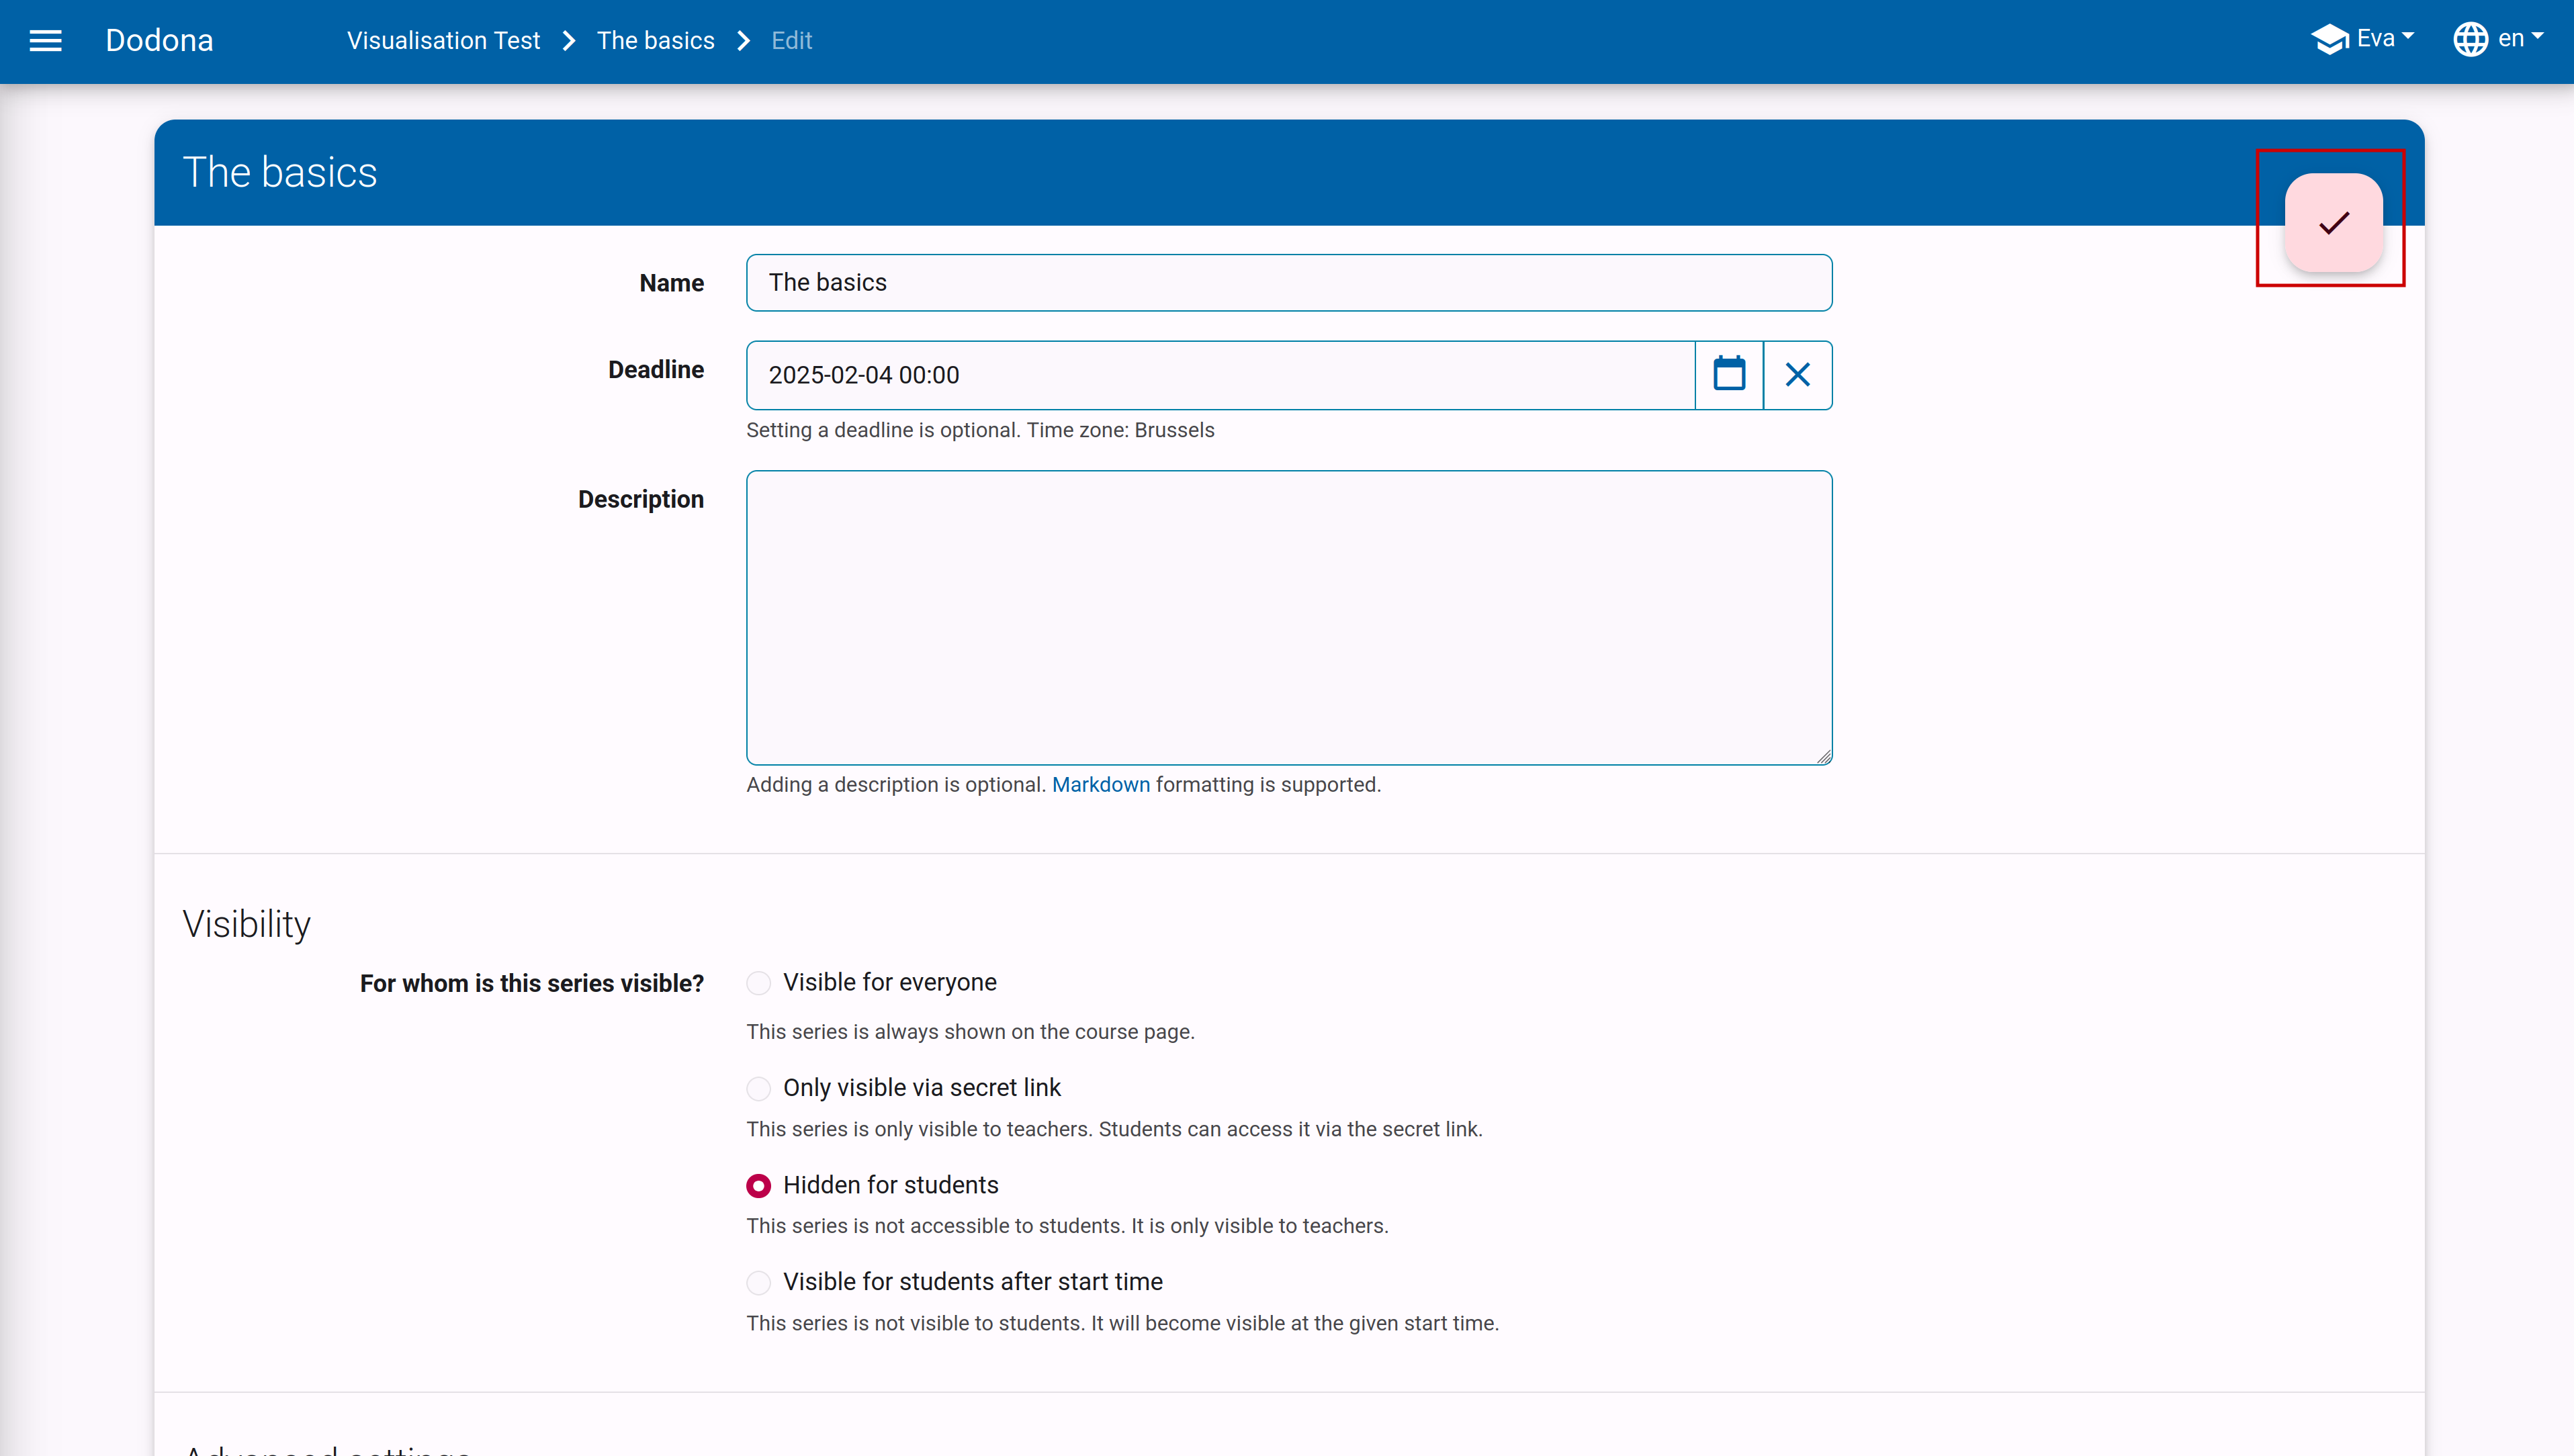 Dodona
Visualisation Test The basics Edit
Eva
en
The basics
Name
The basics
Deadline
2025-02-04 00:00
Setting a deadline is optional. Time zone: Brussels
Description
Adding a description is optional. Markdown formatting is supported.
Visibility
For whom is this series visible?
Visible for everyone
This series is always shown on the course page.
Only visible via secret link
This series is only visible to teachers. Students can access it via the secret link.
Hidden for students
This series is not accessible to students. It is only visible to teachers.
Visible for students after start time
This series is not visible to students. It will become visible at the given start time.
Advanced settings